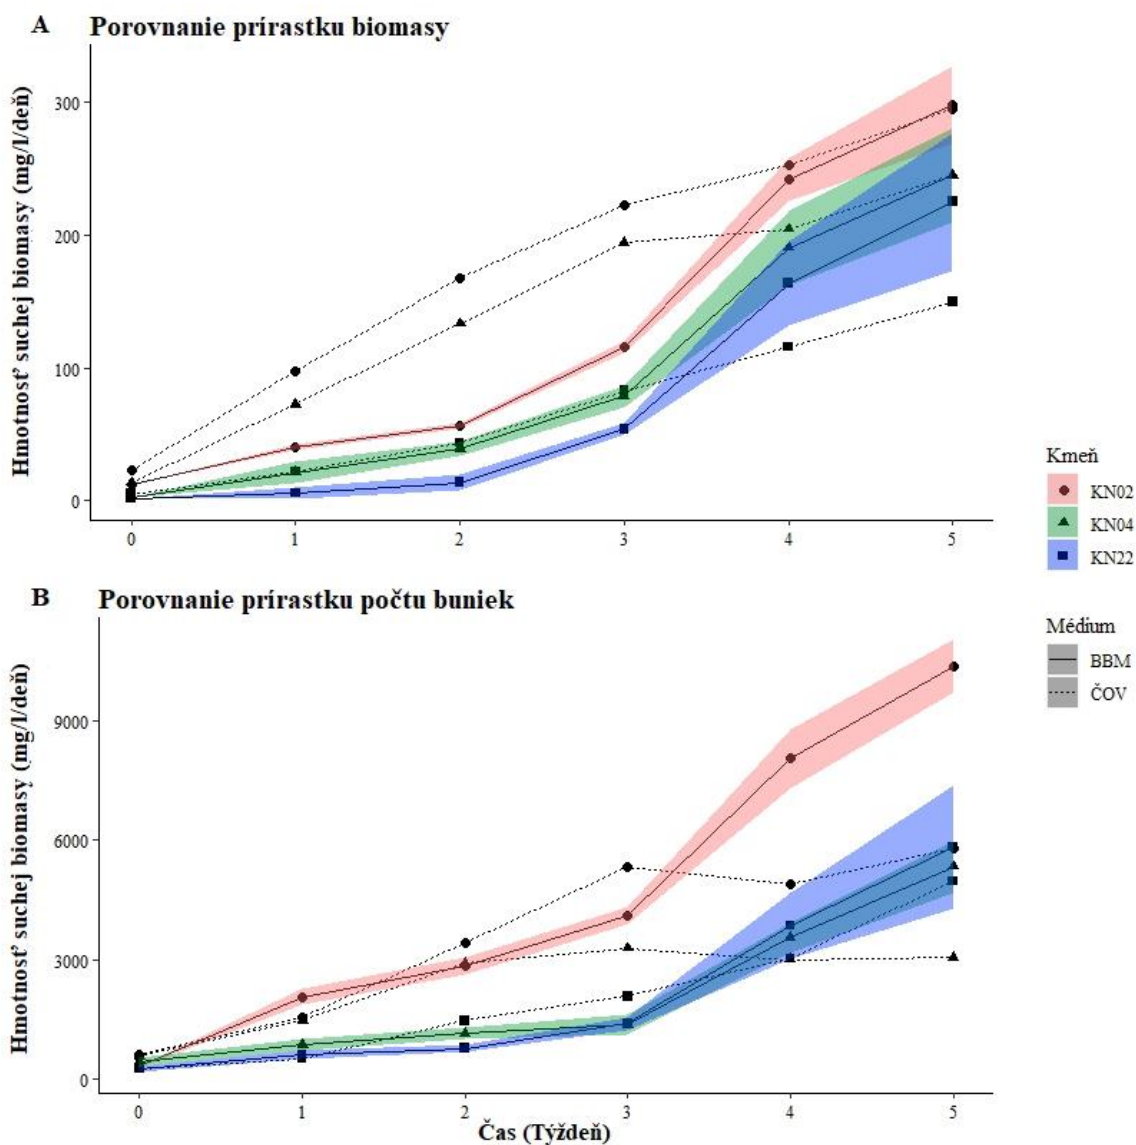 A Porovnanie prírastku biomasy
Hmotnosť suchej biomasy (mg/l/deň)
300
200
100
0
0 1 2 3 4 5
Kmeň
KN02
KN04
KN22
Médium
BBM
ČOV
B Porovnanie prírastku počtu buniek
Hmotnosť suchej biomasy (mg/l/deň)
9000
6000
3000
0
0 1 2 3 4 5
Čas (Týždeň)